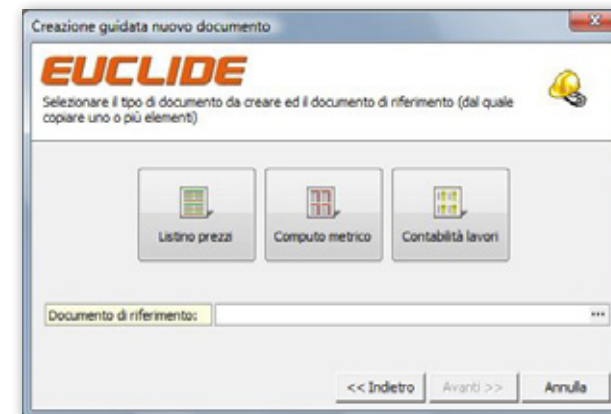 Creazione guidata nuovo documento
EUCLIDE
Selezionare il tipo di documento da creare ed il documento di riferimento (dal quale
copiare uno o più elementi)
Listino prezzi
Computo metrico
Contabilità lavori
Documento di riferimento:
...
<< Indietro
Avanti >>
Annulla